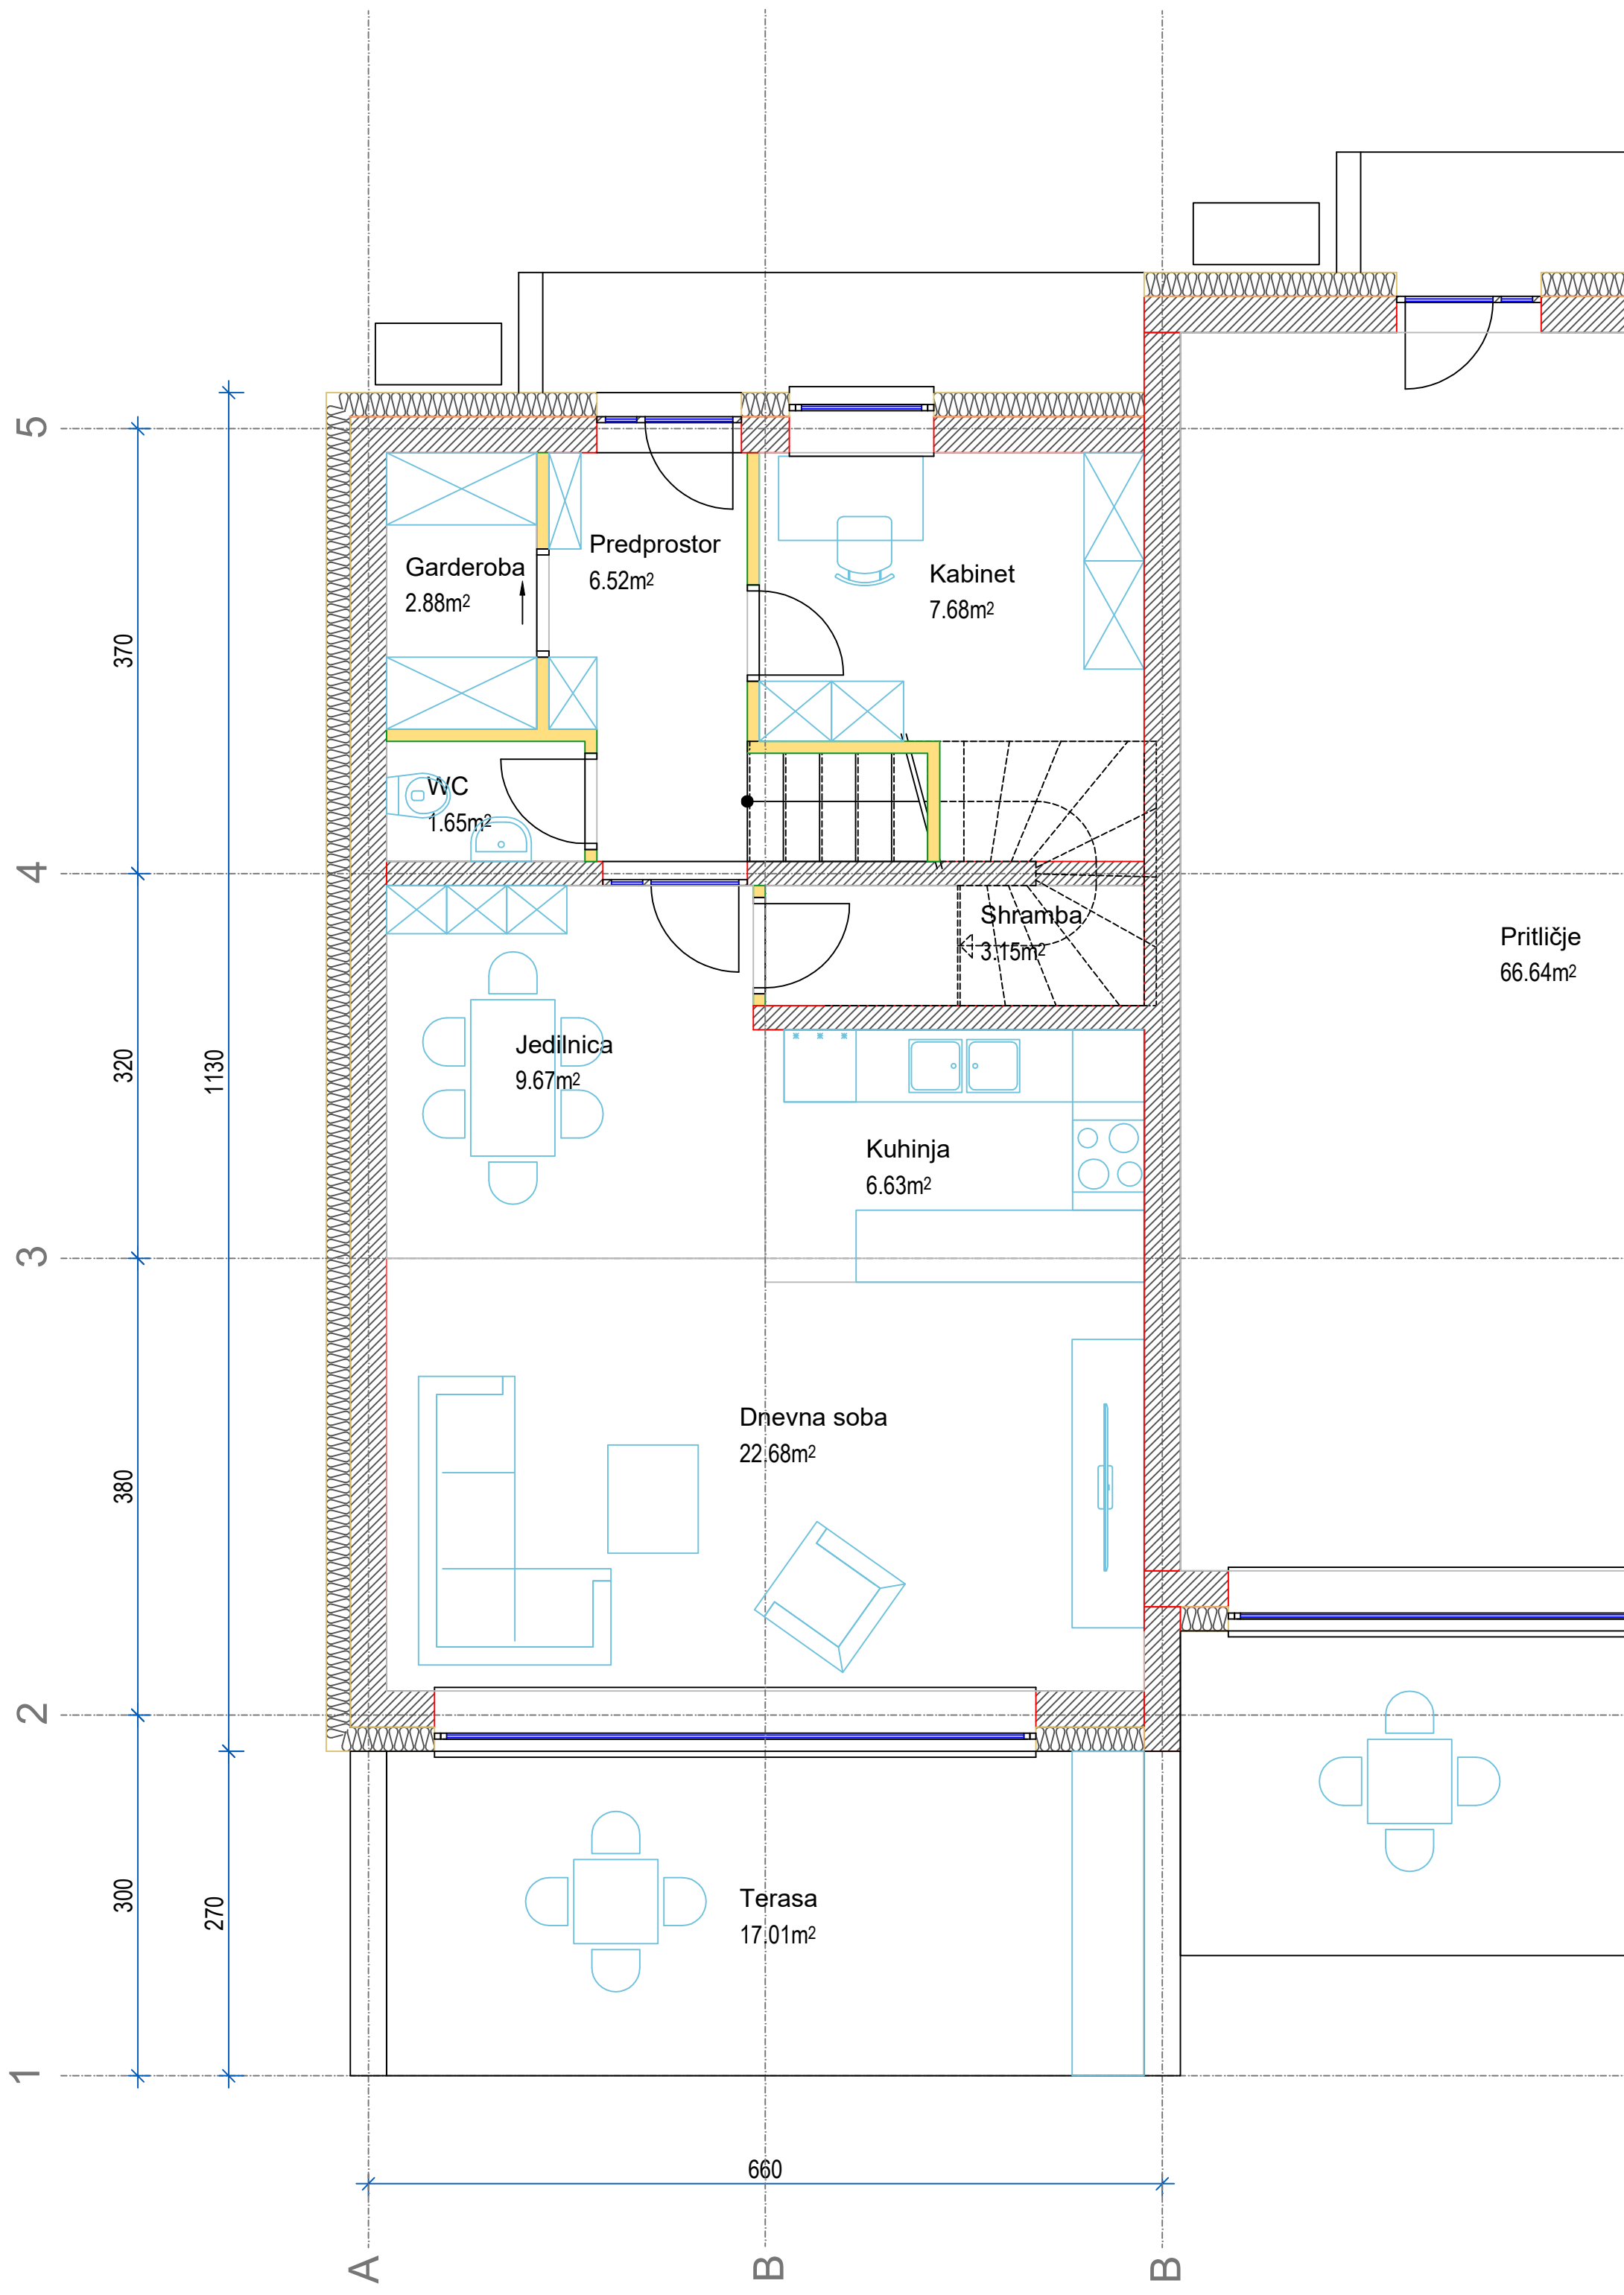 5
4
3
2
1
370
320
1130
380
300
270
660
A
B
B
Predprostor
6.52m²
Garderoba
2.88m²
Kabinet
7.68m²
WC
1.65m²
Shramba
3.15m²
Pritličje
66.64m²
Jedilnica
9.67m²
Kuhinja
6.63m²
Dnevna soba
22.68m²
Terasa
17.01m²